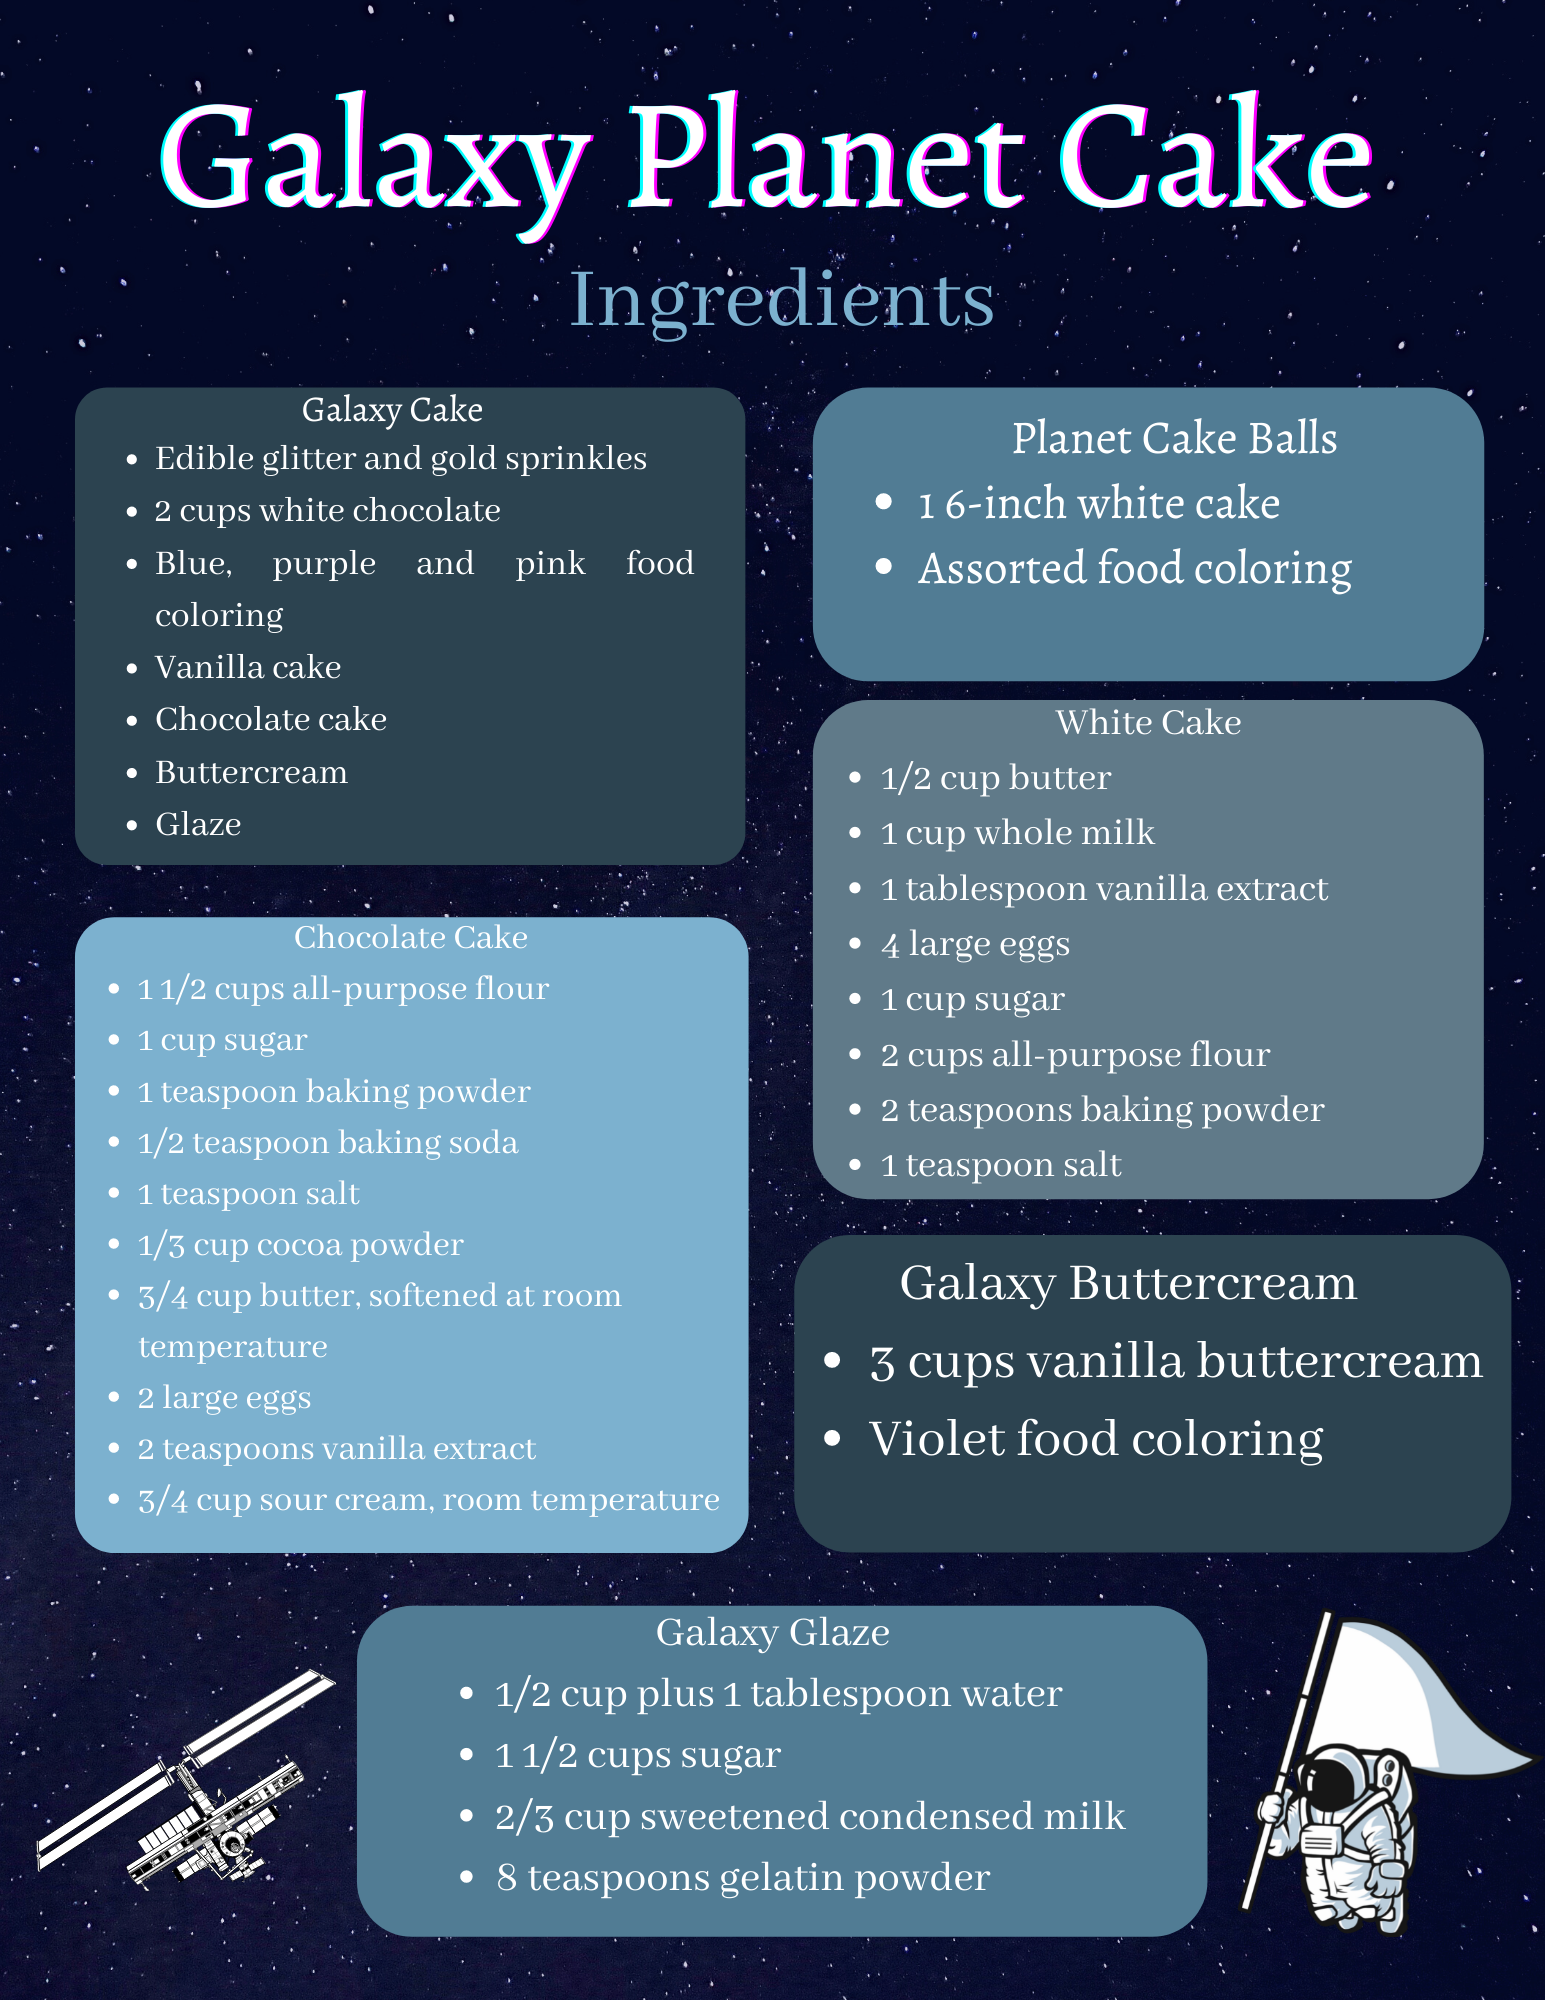 Galaxy Planet Cake
Ingredients
Galaxy Cake
• Edible glitter and gold sprinkles
• 2 cups white chocolate
• Blue, purple and pink food
coloring
• Vanilla cake
• Chocolate cake
• Buttercream
• Glaze
Planet Cake Balls
• 1 6-inch white cake
• Assorted food coloring
White Cake
• 1/2 cup butter
• 1 cup whole milk
• 1 tablespoon vanilla extract
• 4 large eggs
• 1 cup sugar
• 2 cups all-purpose flour
• 2 teaspoons baking powder
• 1 teaspoon salt
Chocolate Cake
• 1 1/2 cups all-purpose flour
• 1 cup sugar
• 1 teaspoon baking powder
• 1/2 teaspoon baking soda
• 1 teaspoon salt
• 1/3 cup cocoa powder
• 3/4 cup butter, softened at room
temperature
• 2 large eggs
• 2 teaspoons vanilla extract
• 3/4 cup sour cream, room temperature
Galaxy Buttercream
• 3 cups vanilla buttercream
• Violet food coloring
Galaxy Glaze
• 1/2 cup plus 1 tablespoon water
• 1 1/2 cups sugar
• 2/3 cup sweetened condensed milk
• 8 teaspoons gelatin powder